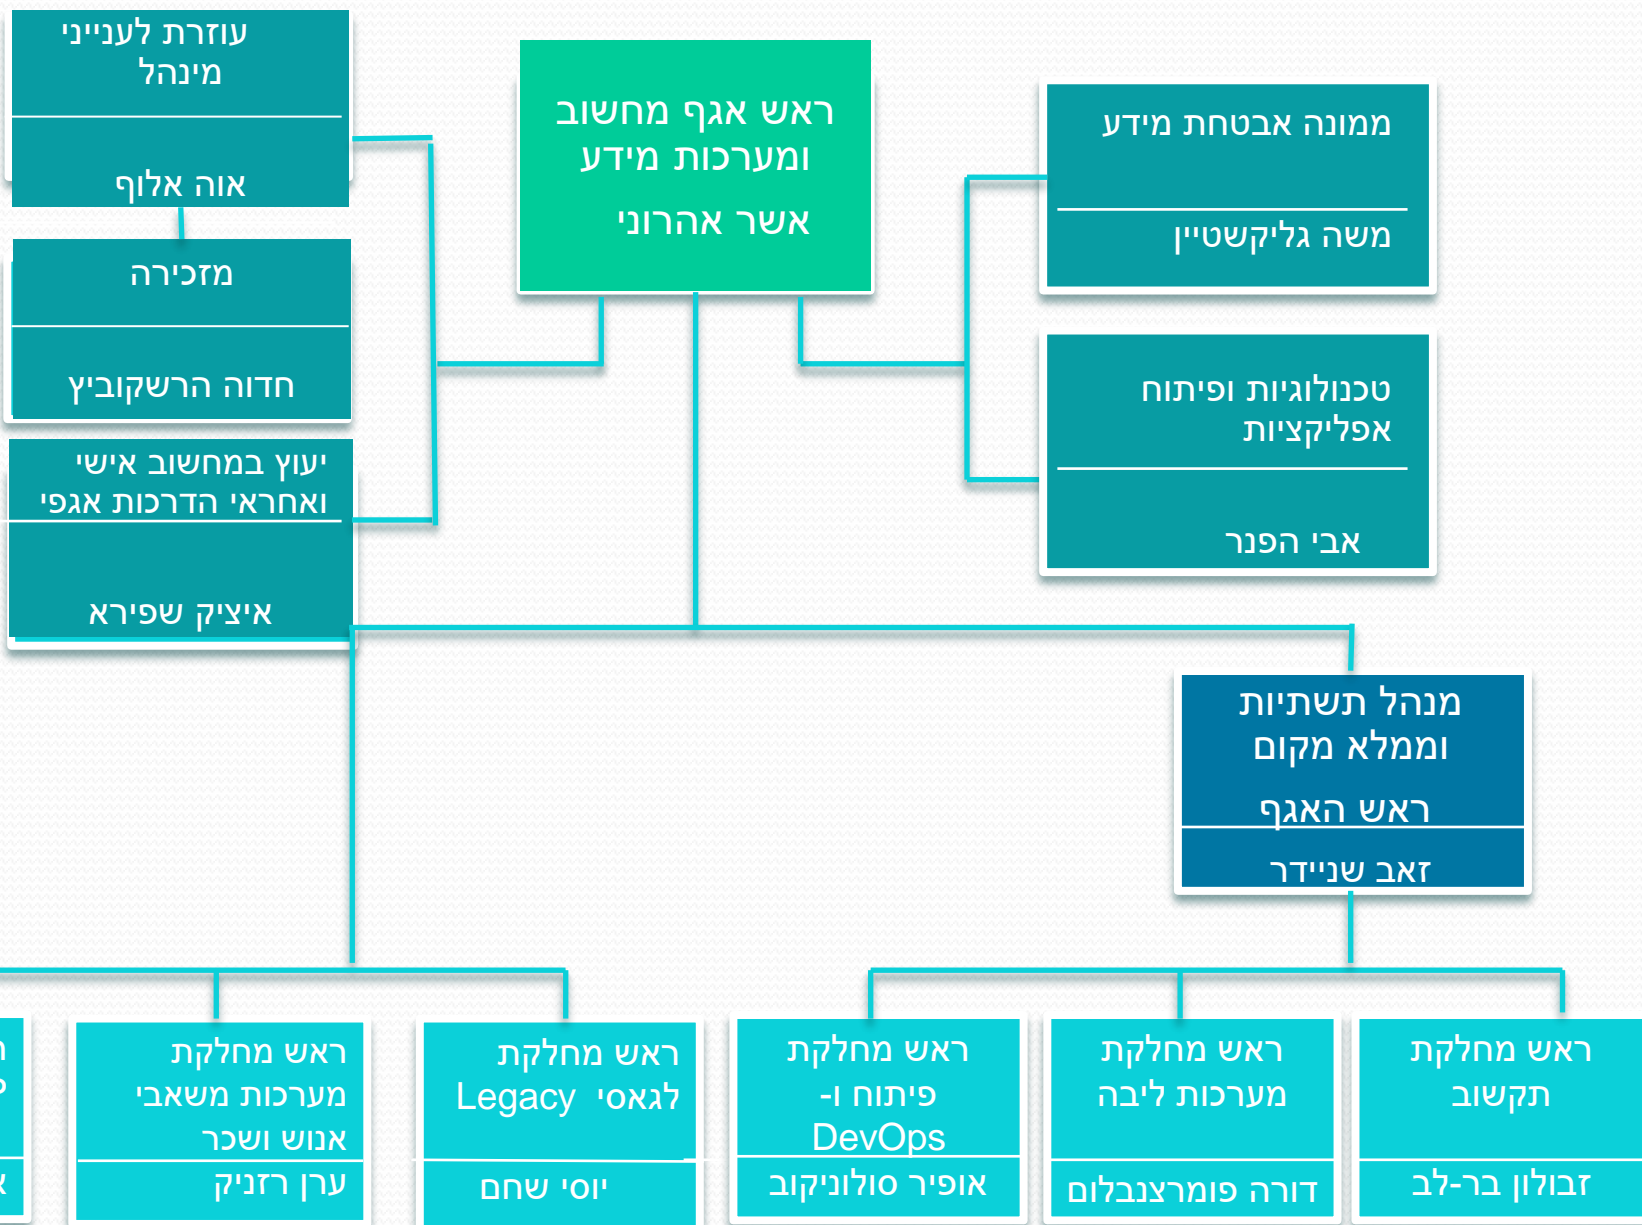 ראש אגף מחשוב
ומערכות מידע
אשר אהרוני
ממונה אבטחת מידע
משה גליקשטיין
טכנולוגיות ופיתוח
אפליקציות
אבי הפנר
עוזרת לענייני
מינהל
אוה אלוף
מזכירה
חדוה הרשקוביץ
יעוץ במחשוב אישי
ואחראי הדרכות אגפי
איציק שפירא
מנהל תשתיות
וממלא מקום
ראש האגף
זאב שניידר
ראש מחלקת
תקשוב
זבולון בר-לב
ראש מחלקת
מערכות ליבה
דורה פומרצנבלום
ראש מחלקת
פיתוח ו-
DevOps
אופיר סולוניקוב
ראש מחלקת
לגאסי Legacy
יוסי שחם
ראש מחלקת
מערכות משאבי
אנוש ושכר
ערן רזניק